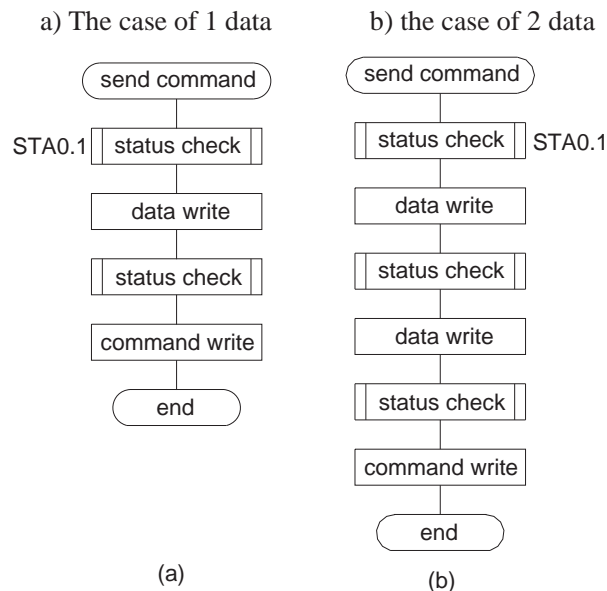 a) The case of 1 data
send command
STA0.1 status check
data write
status check
command write
end
(a)
b) the case of 2 data
send command
status check STA0.1
data write
status check
data write
status check
command write
end
(b)